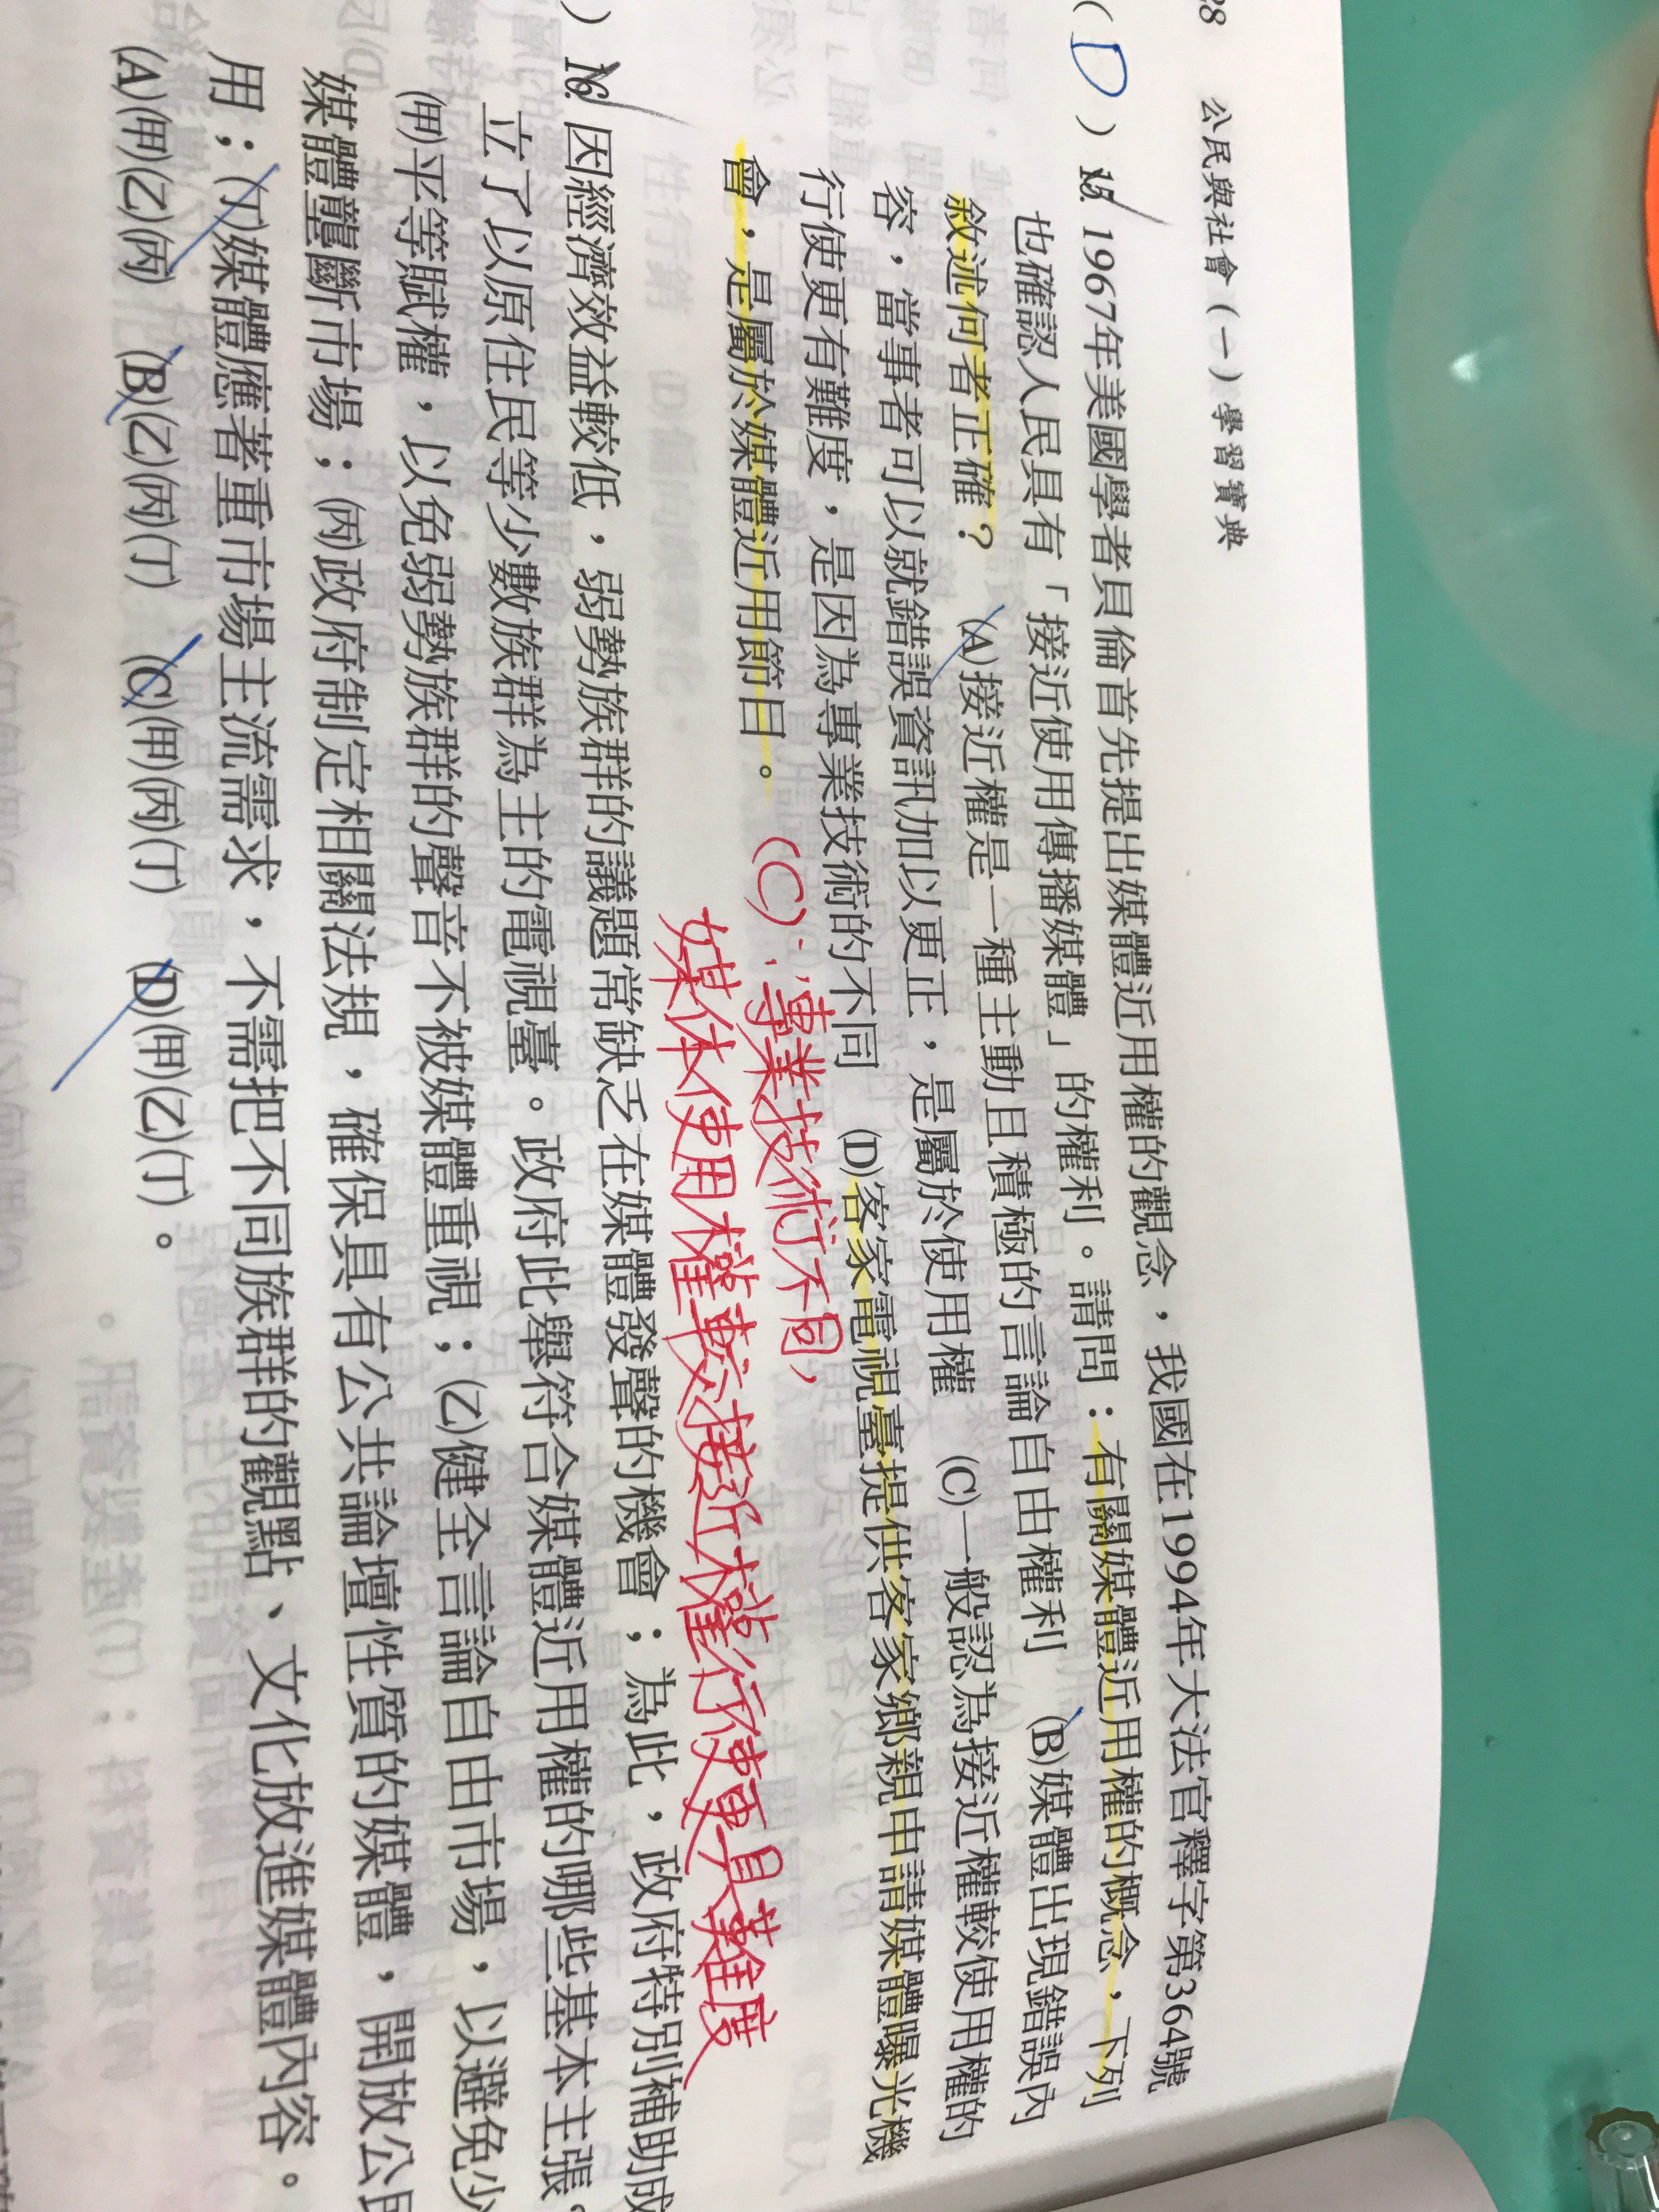 28 公民與社會(一)學習寶典
( D ) 15. 1967年美國學者貝倫首先提出媒體近用權的觀念,我國在1994年大法官釋字第364號
也確認人民具有「接近使用傳播媒體」的權利。請問:有關媒體近用權的概念,下列
敘述何者正確? (A)接近權是一種主動且積極的言論自由權利 (B)媒體出現錯誤內
容,當事者可以就錯誤資訊加以更正,是屬於使用權 (C)一般認為接近權較使用權的
行使更有難度,是因為專業技術的不同 (D)客家電視臺提供客家鄉親申請媒體曝光機
會,是屬於媒體近用節目。
(C):專業技術不同,
媒体使用權較接近權行使更具難度
) 16. 因經濟效益較低,弱勢族群的議題常缺乏在媒體發聲的機會;為此,政府特別補助成
立了以原住民等少數族群為主的電視臺。政府此舉符合媒體近用權的哪些基本主張
(甲)平等賦權,以免弱勢族群的聲音不被媒體重視;(乙)健全言論自由市場,以避免少
媒體壟斷市場;(丙)政府制定相關法規,確保具有公共論壇性質的媒體,開放公民
用;(丁)媒體應著重市場主流需求,不需把不同族群的觀點、文化放進媒體內容。
(A)(甲)(乙)(丙) (B)(乙)(丙)(丁) (C)(甲)(丙)(丁) (D)(甲)(乙)(丁)。